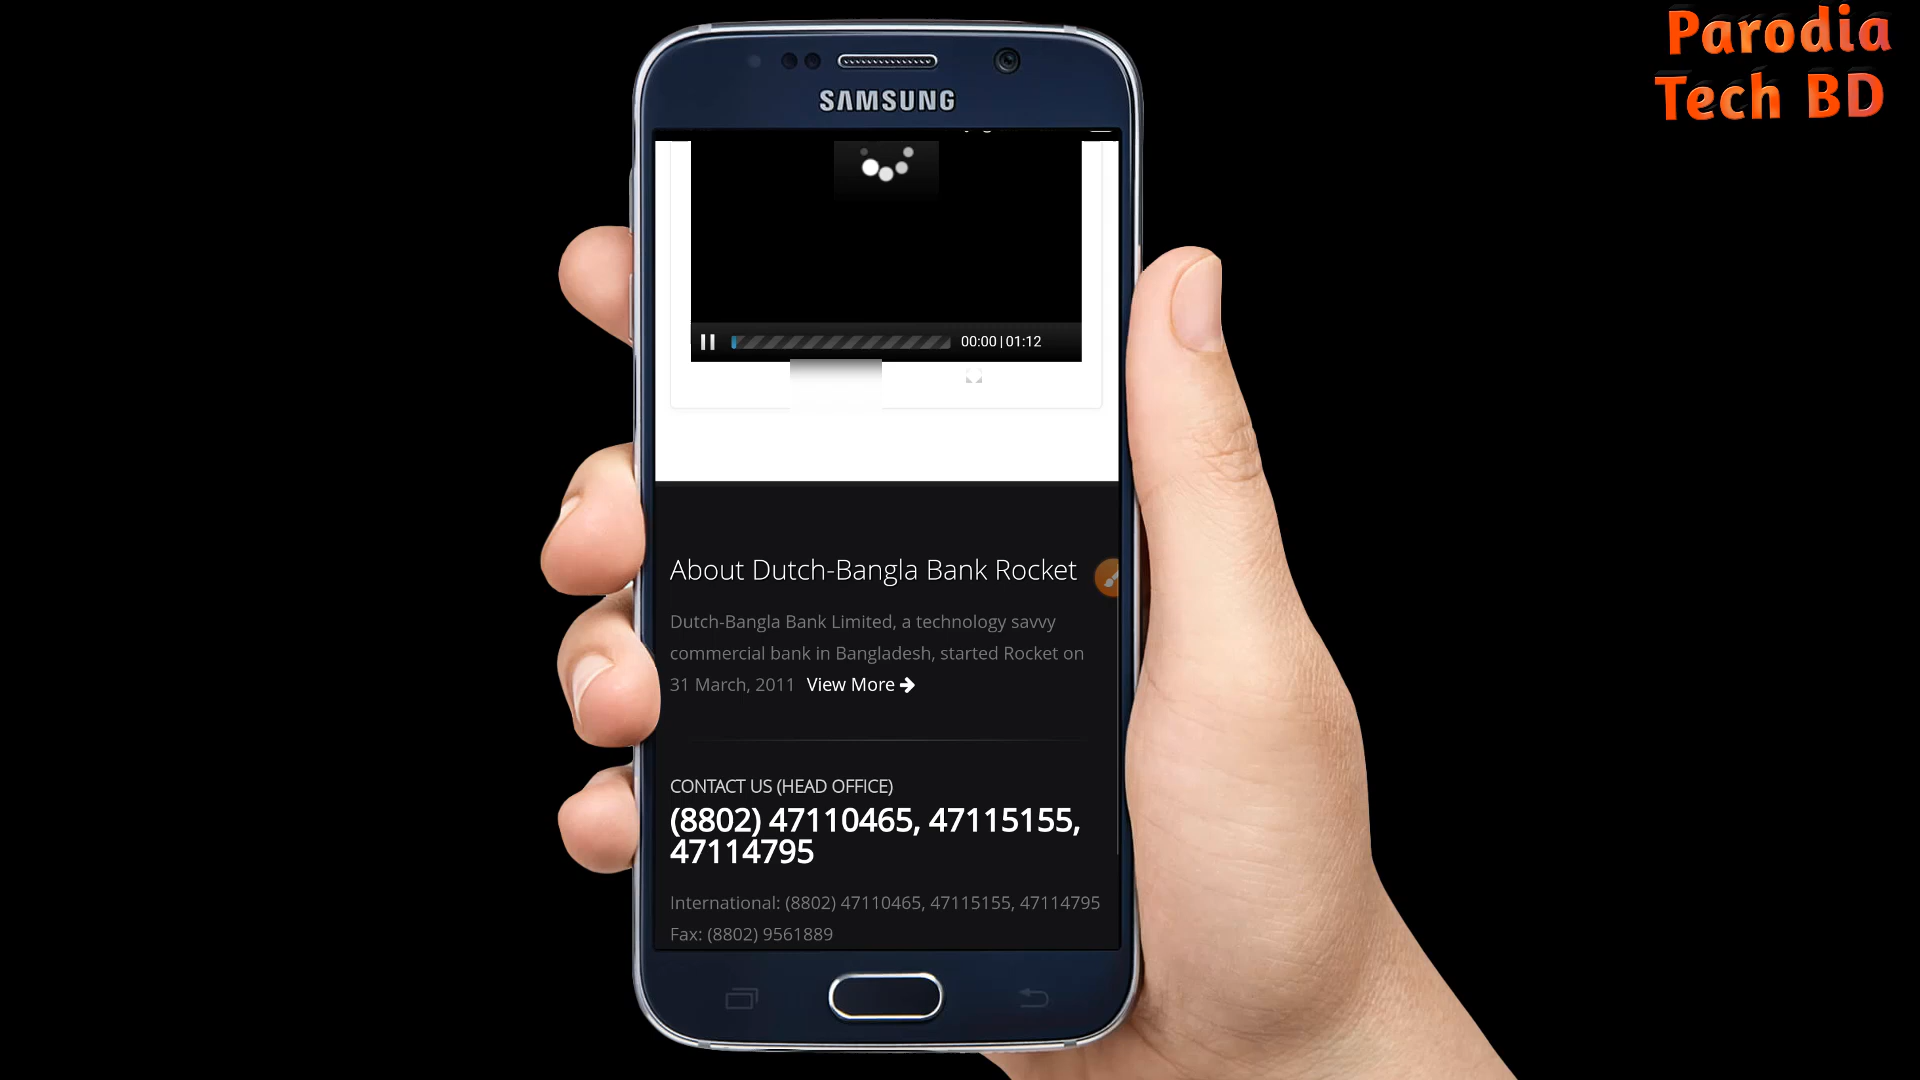 Parodia
Tech BD
SAMSUNG
00:00 | 01:12
About Dutch-Bangla Bank Rocket
Dutch-Bangla Bank Limited, a technology savvy
commercial bank in Bangladesh, started Rocket on
31 March, 2011 View More
CONTACT US (HEAD OFFICE)
(8802) 47110465, 47115155,
47114795
International: (8802) 47110465, 47115155, 47114795
Fax: (8802) 9561889